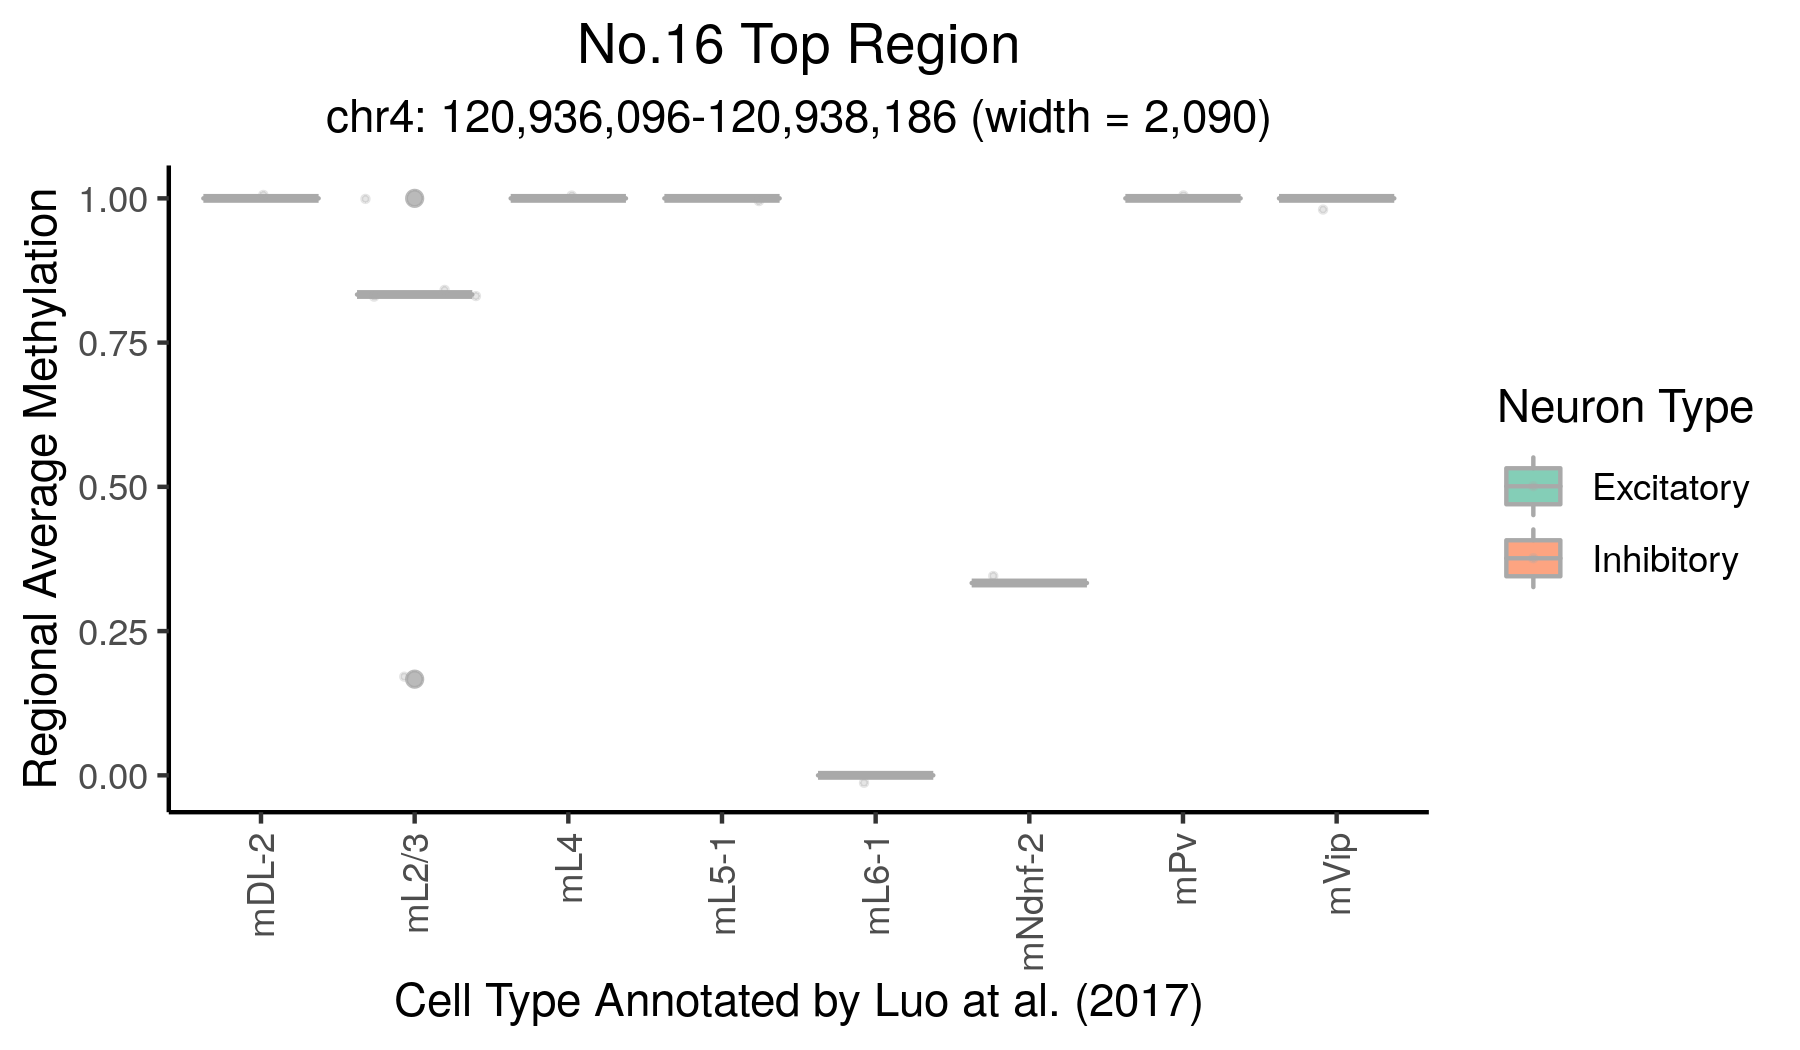 No.16 Top Region
chr4: 120,936,096-120,938,186 (width = 2,090)
Regional Average Methylation
1.00
0.75
0.50
0.25
0.00
mDL-2
mL2/3
mL4
mL5-1
mL6-1
mNdnf-2
mPv
mVip
Cell Type Annotated by Luo at al. (2017)
Neuron Type
Excitatory
Inhibitory